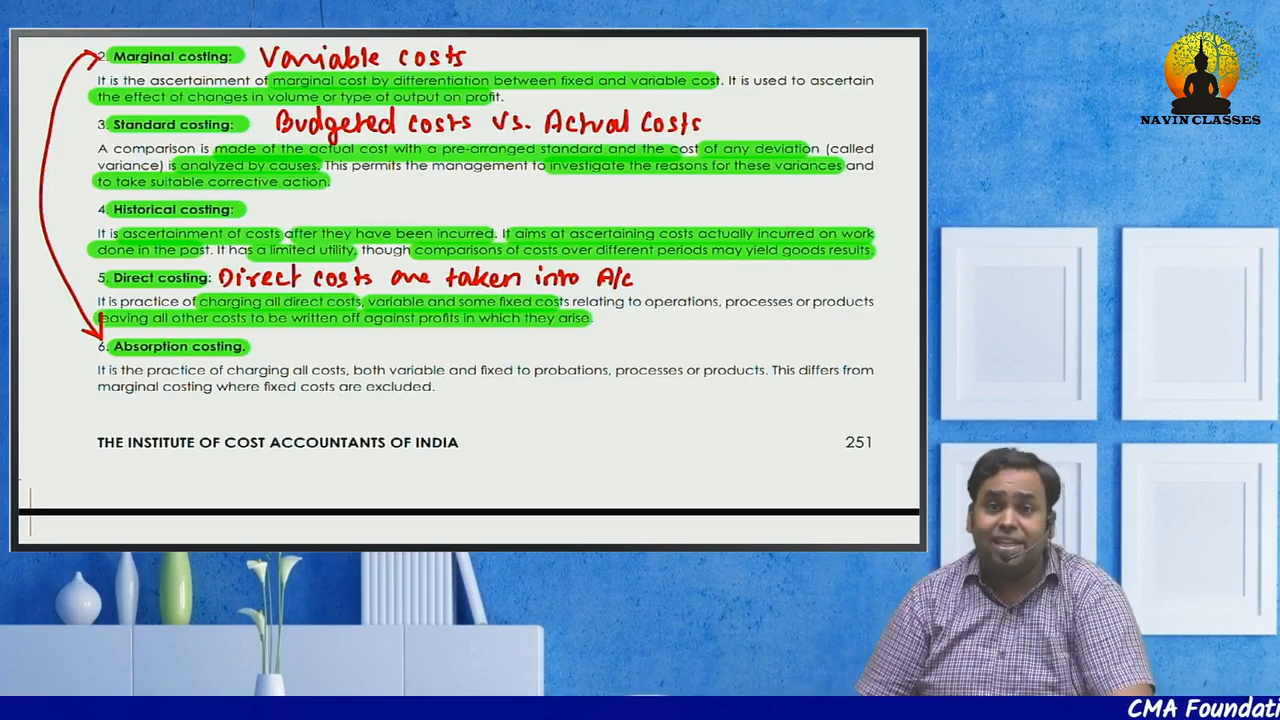 2. Marginal costing: Variable costs
It is the ascertainment of marginal cost by differentiation between fixed and variable cost. It is used to ascertain
the effect of changes in volume or type of output on profit.
3. Standard costing: Budgeted costs vs. Actual Costs
A comparison is made of the actual cost with a pre-arranged standard and the cost of any deviation (called
variance) is analyzed by causes. This permits the management to investigate the reasons for these variances and
to take suitable corrective action.
4. Historical costing:
It is ascertainment of costs after they have been incurred. It aims at ascertaining costs actually incurred on work
done in the past. It has a limited utility, though comparisons of costs over different periods may yield goods results.
5. Direct costing: Direct costs are taken into A/c
It is practice of charging all direct costs, variable and some fixed costs relating to operations, processes or products
leaving all other costs to be written off against profits in which they arise.
6. Absorption costing.
It is the practice of charging all costs, both variable and fixed to probations, processes or products. This differs from
marginal costing where fixed costs are excluded.
THE INSTITUTE OF COST ACCOUNTANTS OF INDIA 251
NAVIN CLASSES
CMA Foundati